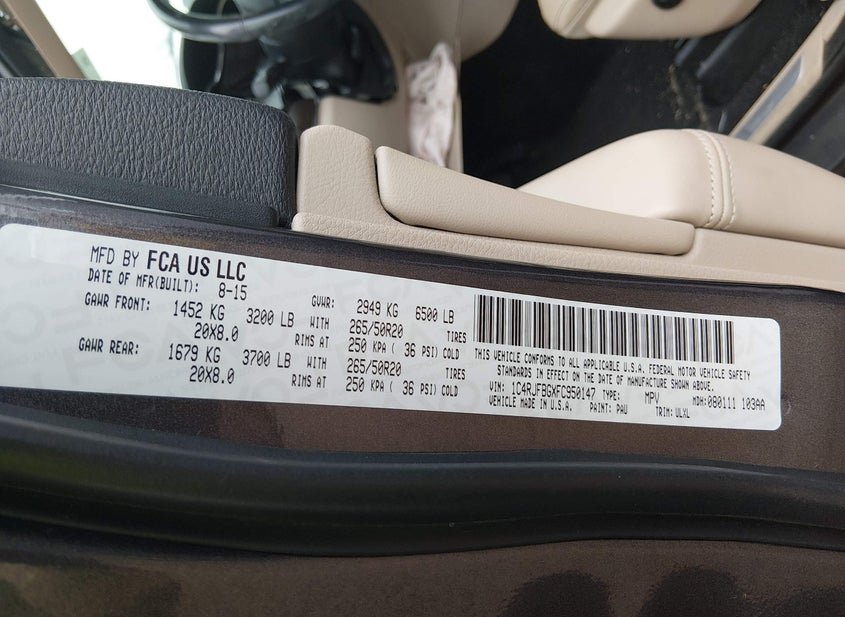 MFD BY FCA US LLC
DATE OF MFR(BUILT): 8-15
GAWR FRONT: 1452 KG 3200 LB WITH 265/50R20 TIRES
20X8.0 RIMS AT 250 KPA ( 36 PSI) COLD
GAWR REAR: 1679 KG 3700 LB WITH 265/50R20 TIRES
20X8.0 RIMS AT 250 KPA ( 36 PSI) COLD
GVWR: 2949 KG 6500 LB
THIS VEHICLE CONFORMS TO ALL APPLICABLE U.S.A. FEDERAL MOTOR VEHICLE SAFETY
STANDARDS IN EFFECT ON THE DATE OF MANUFACTURE SHOWN ABOVE.
VIN: 1C4RJFBGXFC950147 TYPE: MPV MDH: 080111 103AA
VEHICLE MADE IN U.S.A. PAINT: PAU TRIM: ULXL